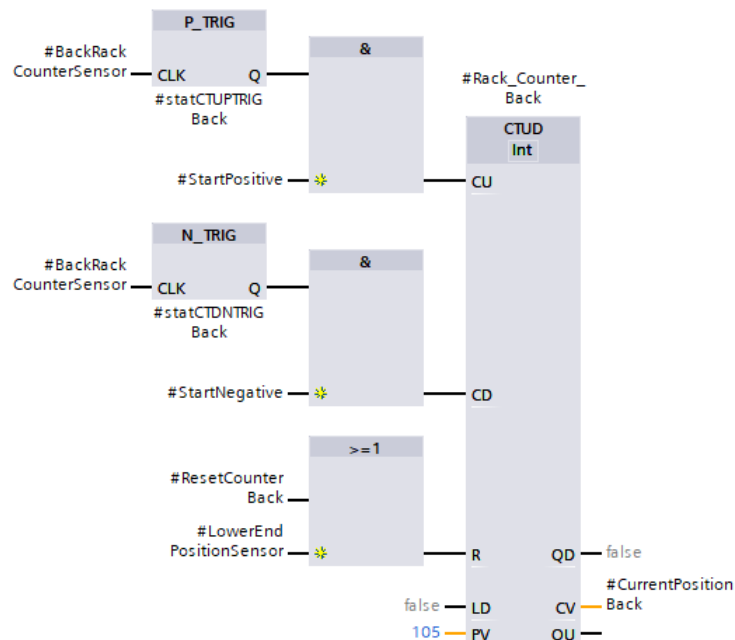 P_TRIG
#BackRack
CounterSensor
CLK
Q
#statCTUPTRIG
Back
&
#StartPositive
#Rack_Counter_
Back
CTUD
Int
CU
N_TRIG
#BackRack
CounterSensor
CLK
Q
#statCTDNTRIG
Back
&
#StartNegative
CD
>=1
#ResetCounter
Back
#LowerEnd
PositionSensor
R
QD
false
false
LD
CV
#CurrentPosition
Back
105
PV
QU